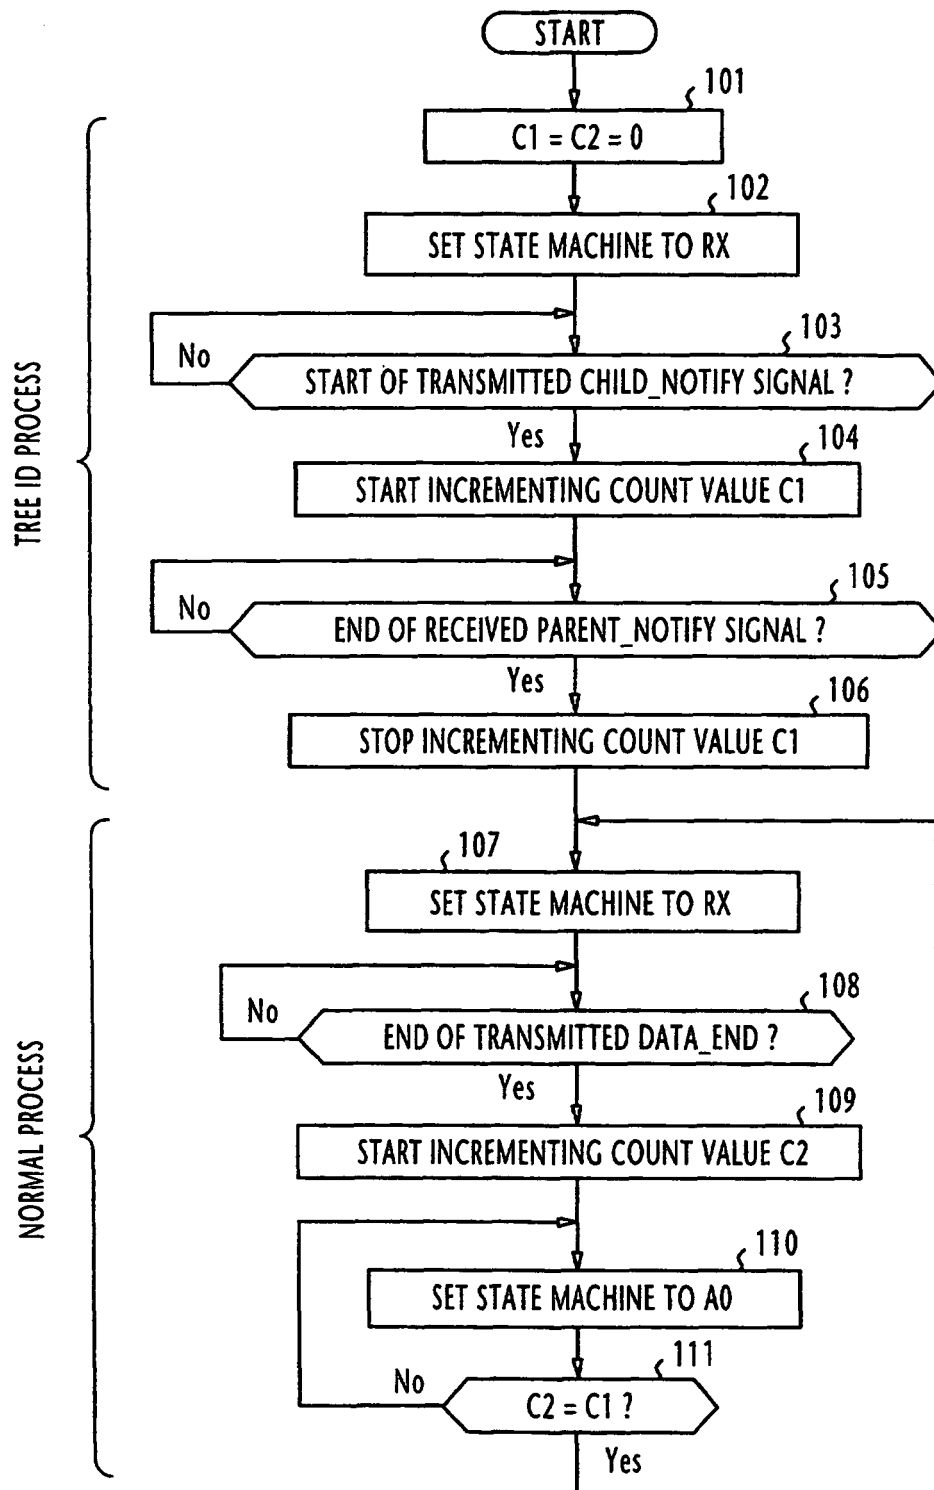 START
101
C1 = C2 = 0
102
SET STATE MACHINE TO RX
103
No
START OF TRANSMITTED CHILD_NOTIFY SIGNAL ?
Yes
104
START INCREMENTING COUNT VALUE C1
TREE ID PROCESS
105
No
END OF RECEIVED PARENT_NOTIFY SIGNAL ?
Yes
106
STOP INCREMENTING COUNT VALUE C1
107
SET STATE MACHINE TO RX
108
No
END OF TRANSMITTED DATA_END ?
Yes
109
START INCREMENTING COUNT VALUE C2
NORMAL PROCESS
110
SET STATE MACHINE TO A0
111
No
C2 = C1 ?
Yes